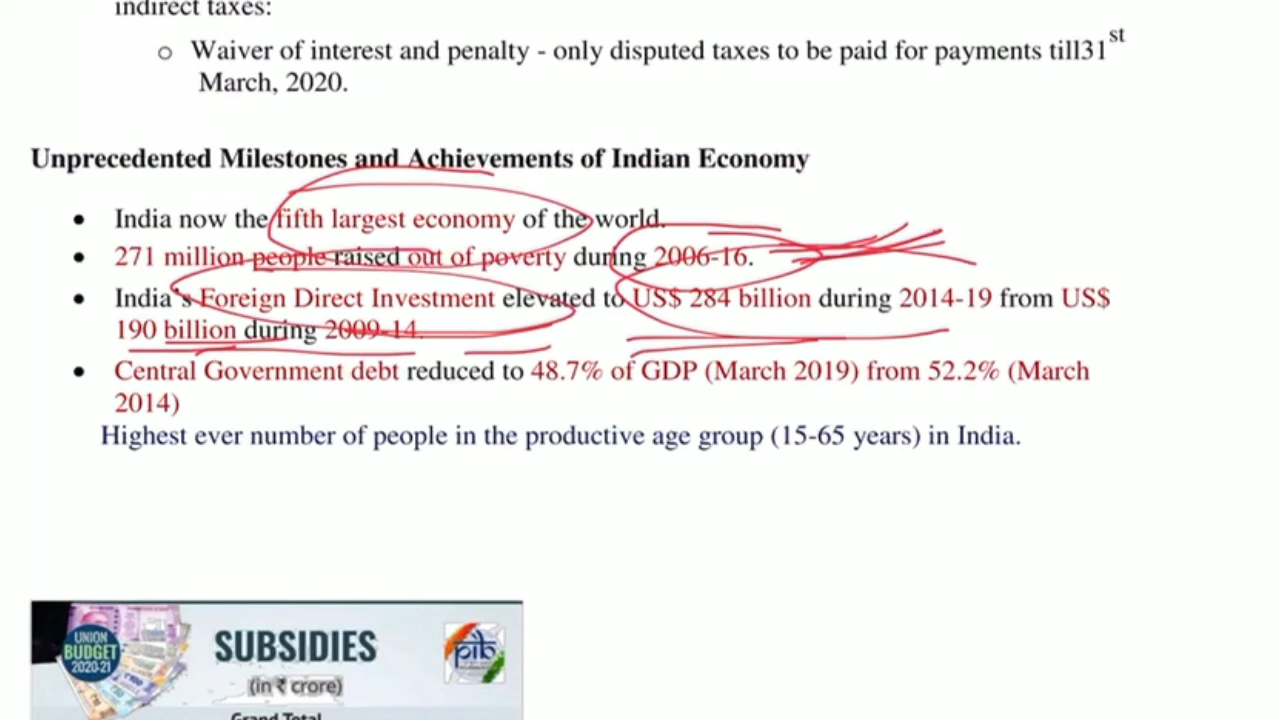 indirect taxes:
o Waiver of interest and penalty - only disputed taxes to be paid for payments till31st
March, 2020.
Unprecedented Milestones and Achievements of Indian Economy
• India now the fifth largest economy of the world.
• 271 million people raised out of poverty during 2006-16.
• India's Foreign Direct Investment elevated to US$ 284 billion during 2014-19 from US$
190 billion during 2009-14.
• Central Government debt reduced to 48.7% of GDP (March 2019) from 52.2% (March
2014)
Highest ever number of people in the productive age group (15-65 years) in India.
UNION
BUDGET
2020-21
SUBSIDIES
(in ₹ crore)
pib
Grand Total